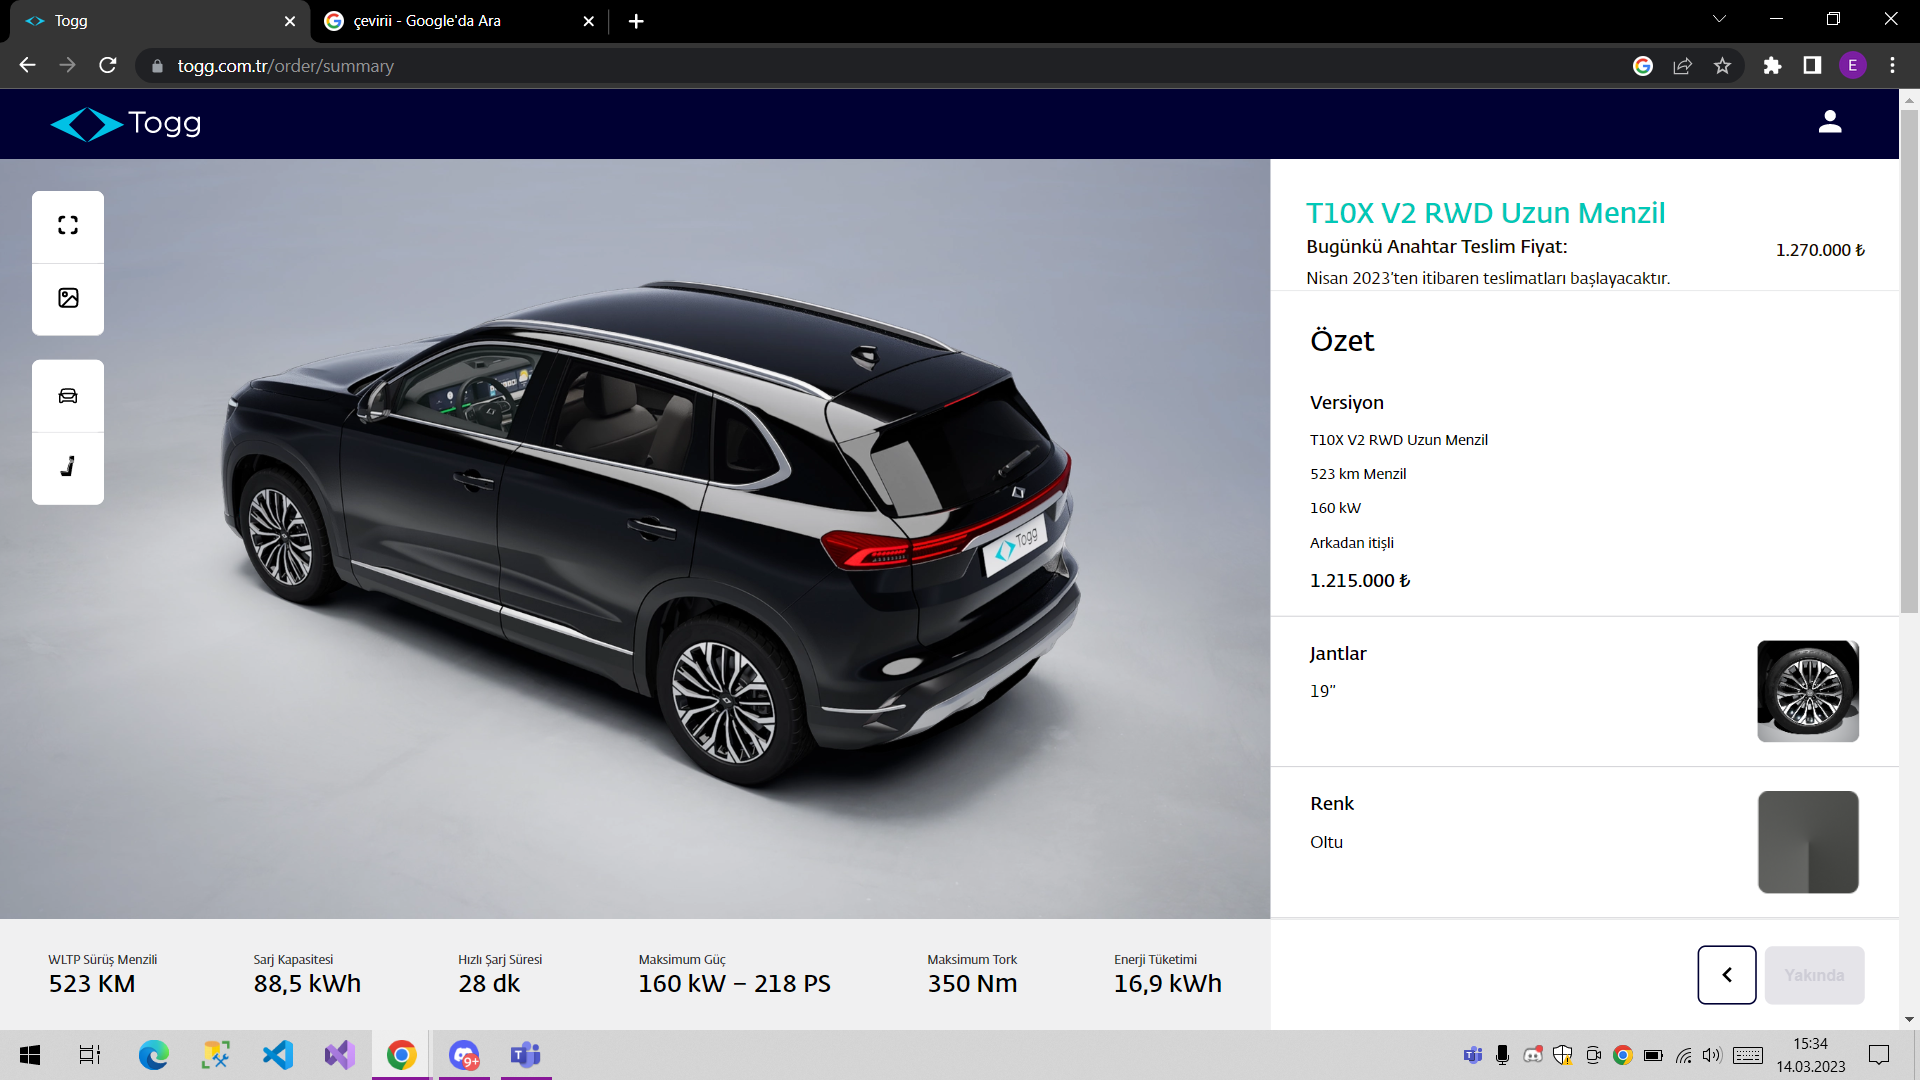 Togg
çevirii - Google'da Ara
togg.com.tr/order/summary
E
Togg
T10X V2 RWD Uzun Menzil
Bugünkü Anahtar Teslim Fiyat:
1.270.000 ₺
Nisan 2023'ten itibaren teslimatları başlayacaktır.
Özet
Versiyon
T10X V2 RWD Uzun Menzil
523 km Menzil
160 kW
Arkadan itişli
1.215.000 ₺
Jantlar
19"
Renk
Oltu
Togg
WLTP Sürüş Menzili
523 KM
Sarj Kapasitesi
88,5 kWh
Hızlı Şarj Süresi
28 dk
Maksimum Güç
160 kW – 218 PS
Maksimum Tork
350 Nm
Enerji Tüketimi
16,9 kWh
Yakında
9+
15:34
14.03.2023